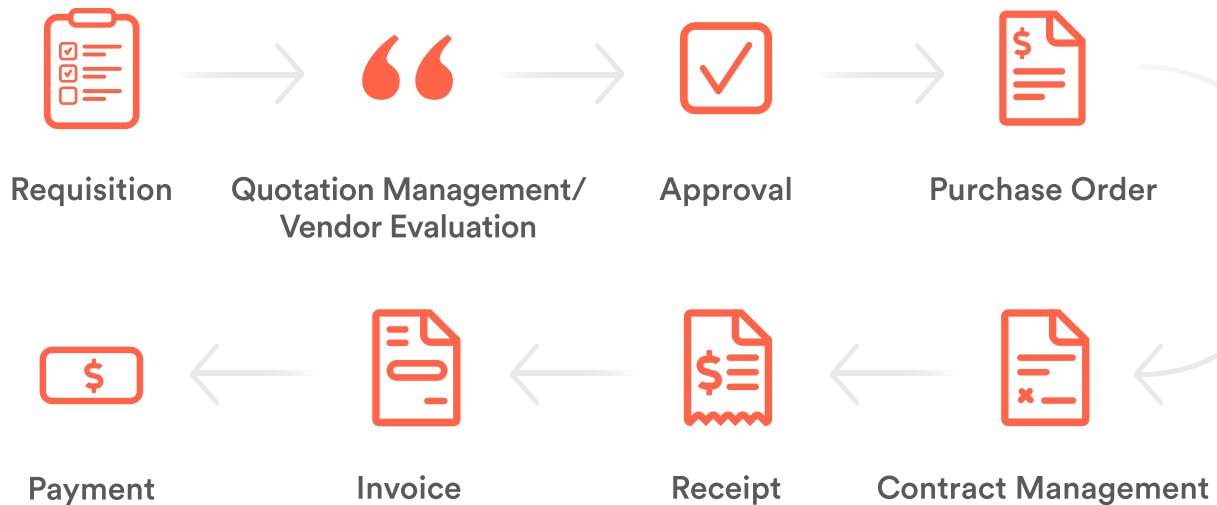 $
Requisition
Quotation Management/
Vendor Evaluation
Approval
Purchase Order
$
$
Payment
Invoice
Receipt
Contract Management